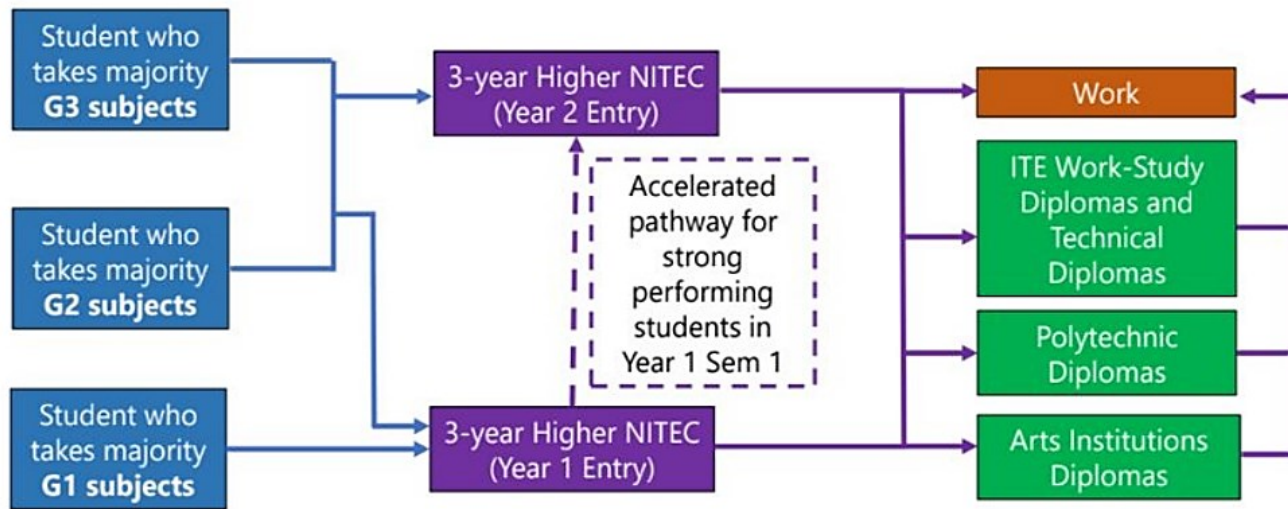 Student who
takes majority
G3 subjects
Student who
takes majority
G2 subjects
Student who
takes majority
G1 subjects
3-year Higher NITEC
(Year 2 Entry)
Accelerated
pathway for
strong
performing
students in
Year 1 Sem 1
3-year Higher NITEC
(Year 1 Entry)
Work
ITE Work-Study
Diplomas and
Technical
Diplomas
Polytechnic
Diplomas
Arts Institutions
Diplomas